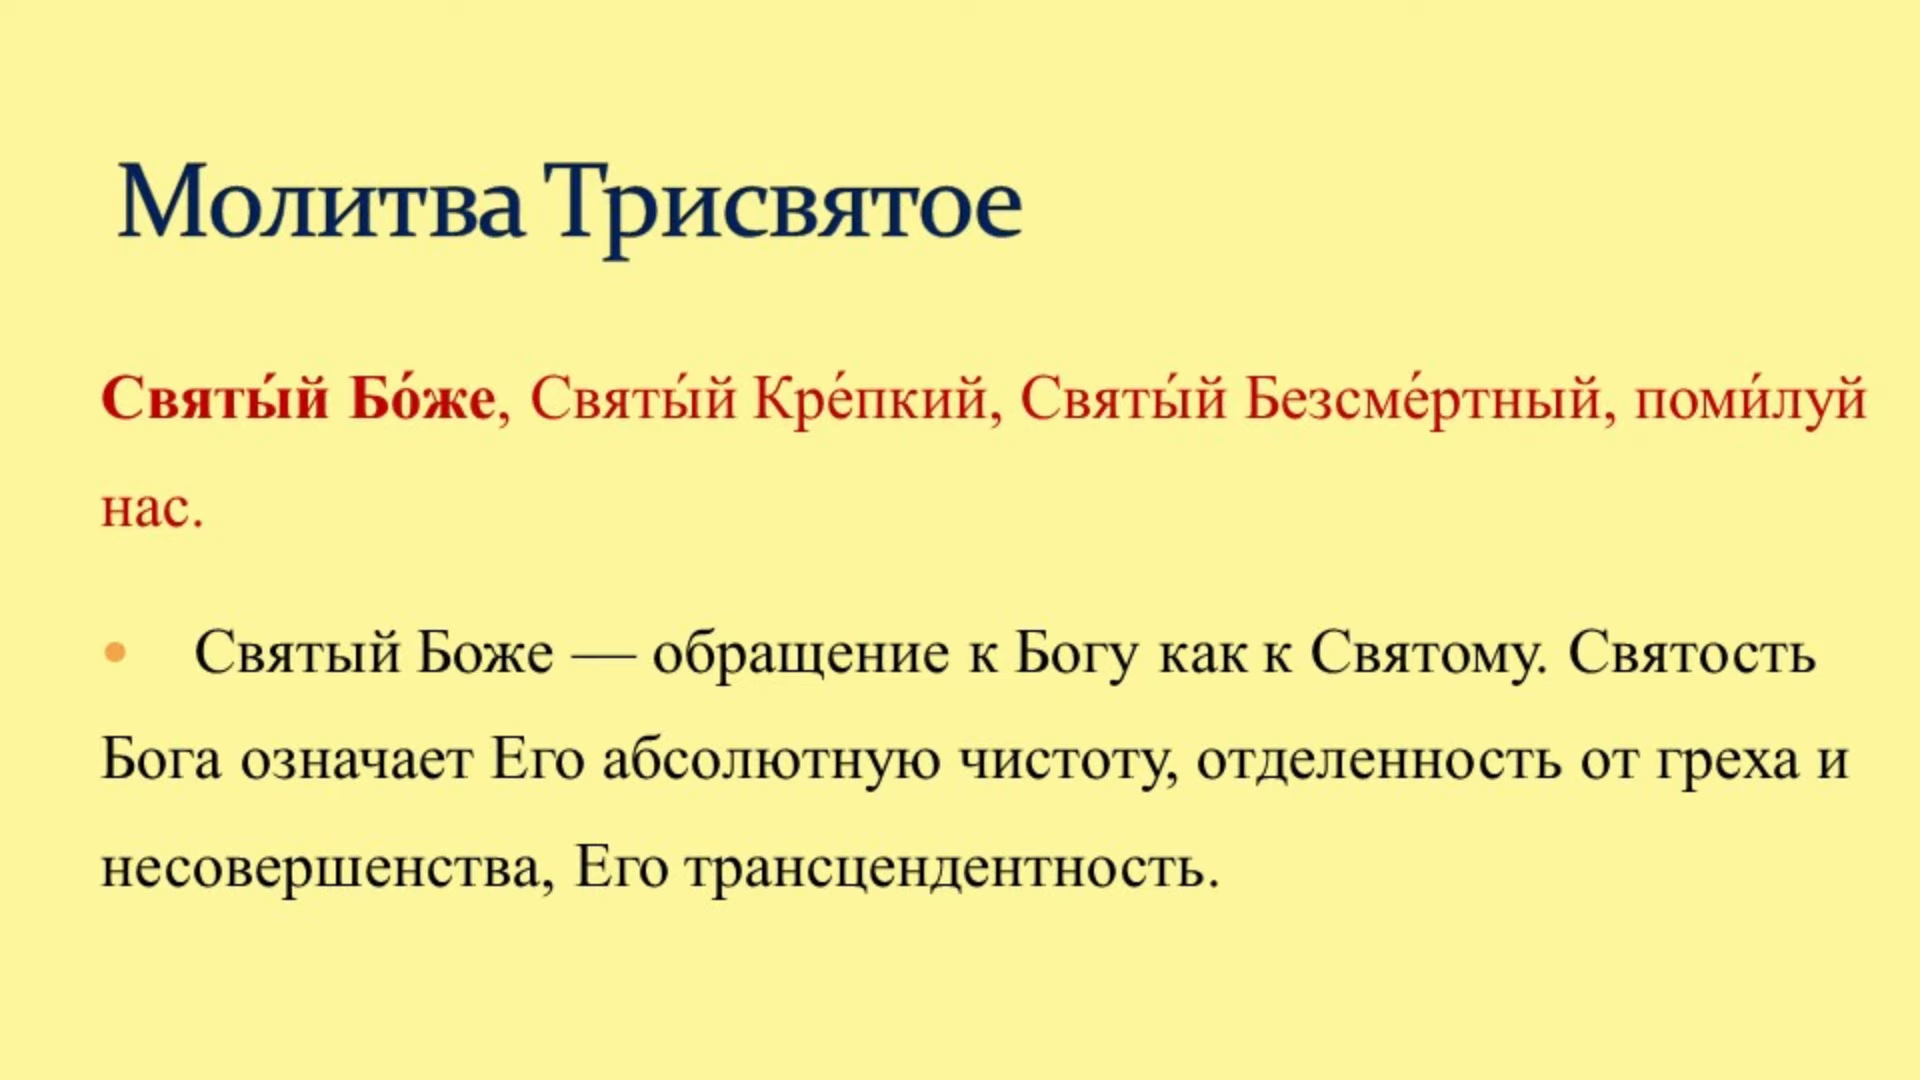 Молитва Трисвятое
Святы́й Бо́же, Святы́й Кре́пкий, Святы́й Безсме́ртный, поми́луй
нас.
• Святый Боже — обращение к Богу как к Святому. Святость
Бога означает Его абсолютную чистоту, отделенность от греха и
несовершенства, Его трансцендентность.